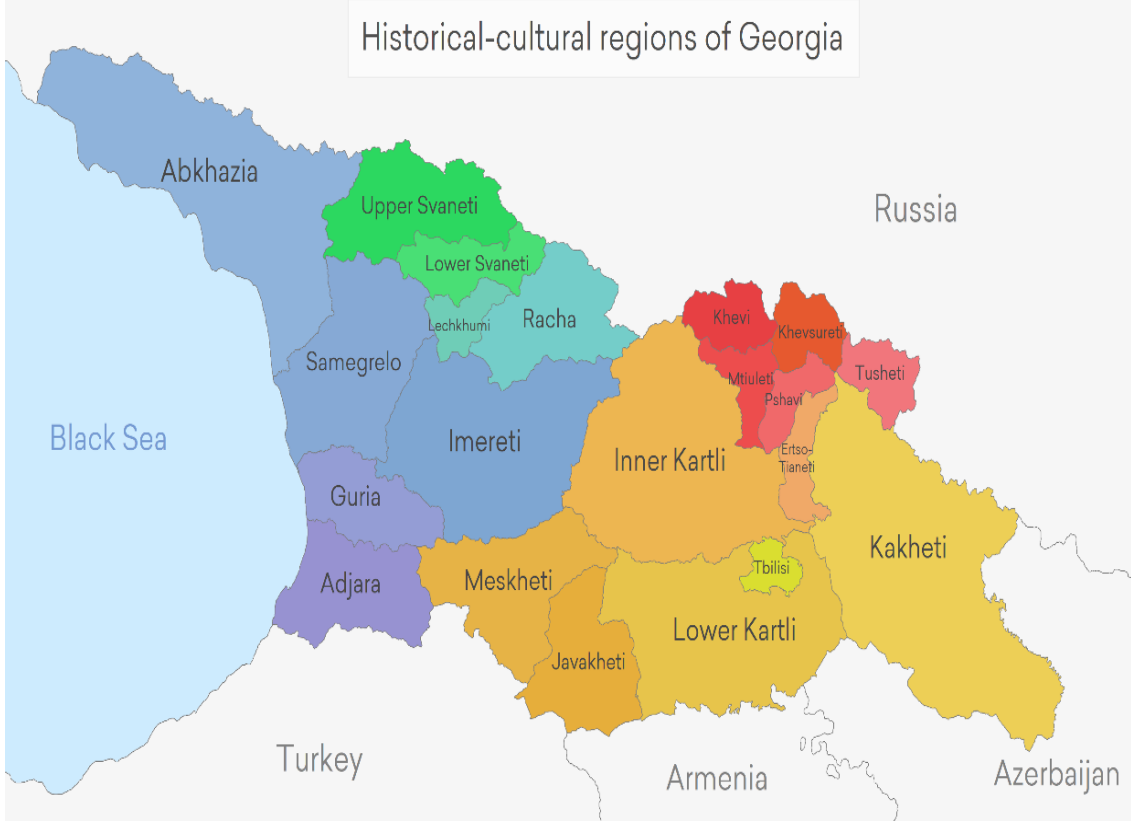 Historical-cultural regions of Georgia
Abkhazia
Upper Svaneti
Russia
Lower Svaneti
Lechkhumi
Racha
Khevi
Khevsureti
Samegrelo
Mtiuleti
Tusheti
Pshavi
Black Sea
Imereti
Inner Kartli
Ertso-
Tianeti
Guria
Kakheti
Adjara
Meskheti
Tbilisi
Lower Kartli
Javakheti
Turkey
Armenia
Azerbaijan